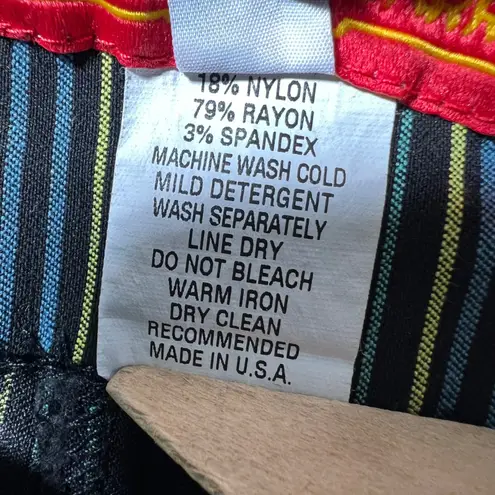 18% NYLON
79% RAYON
3% SPANDEX
MACHINE WASH COLD
MILD DETERGENT
WASH SEPARATELY
LINE DRY
DO NOT BLEACH
WARM IRON
DRY CLEAN
RECOMMENDED
MADE IN U.S.A.